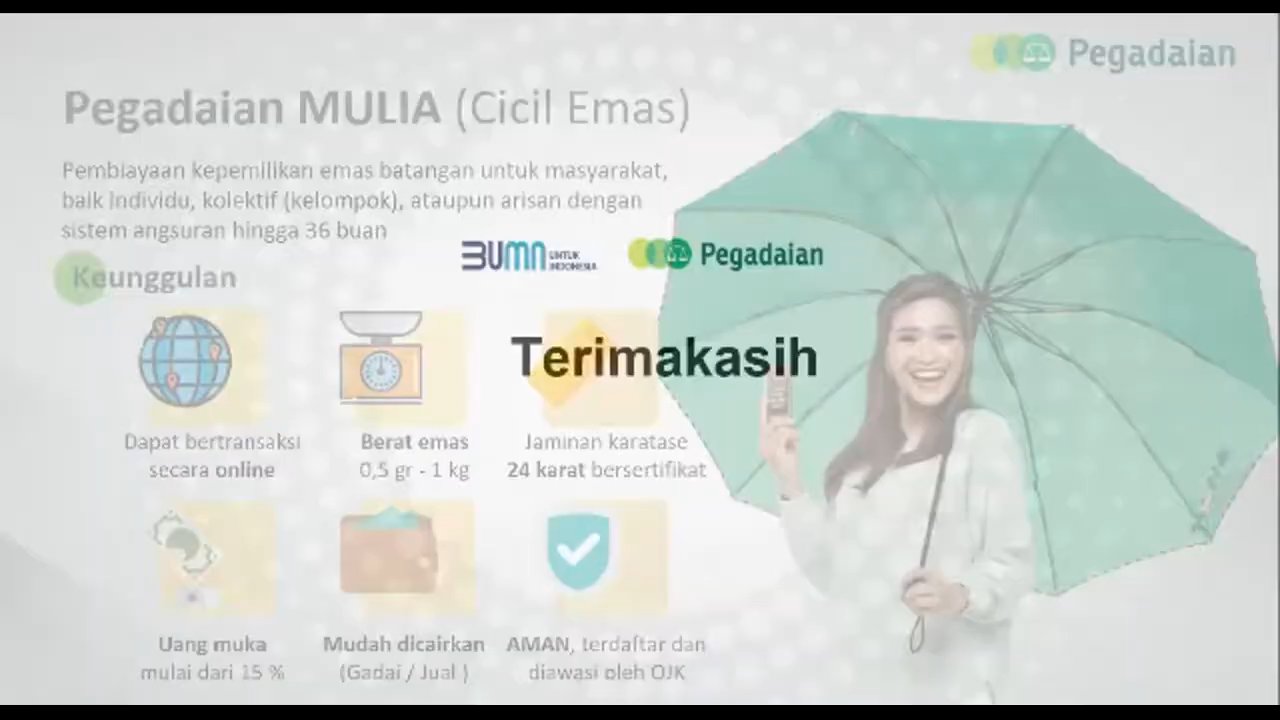 Pegadaian
Pegadaian MULIA (Cicil Emas)
Pembiayaan kepemilikan emas batangan untuk masyarakat,
baik individu, kolektif (kelompok), ataupun arisan dengan
sistem angsuran hingga 36 buan
BUMN UNTUK INDONESIA
Pegadaian
Keunggulan
Terimakasih
Dapat bertransaksi
secara online
Berat emas
0,5 gr - 1 kg
Jaminan karatase
24 karat bersertifikat
Uang muka
mulai dari 15 %
Mudah dicairkan
(Gadai / Jual )
AMAN, terdaftar dan
diawasi oleh OJK